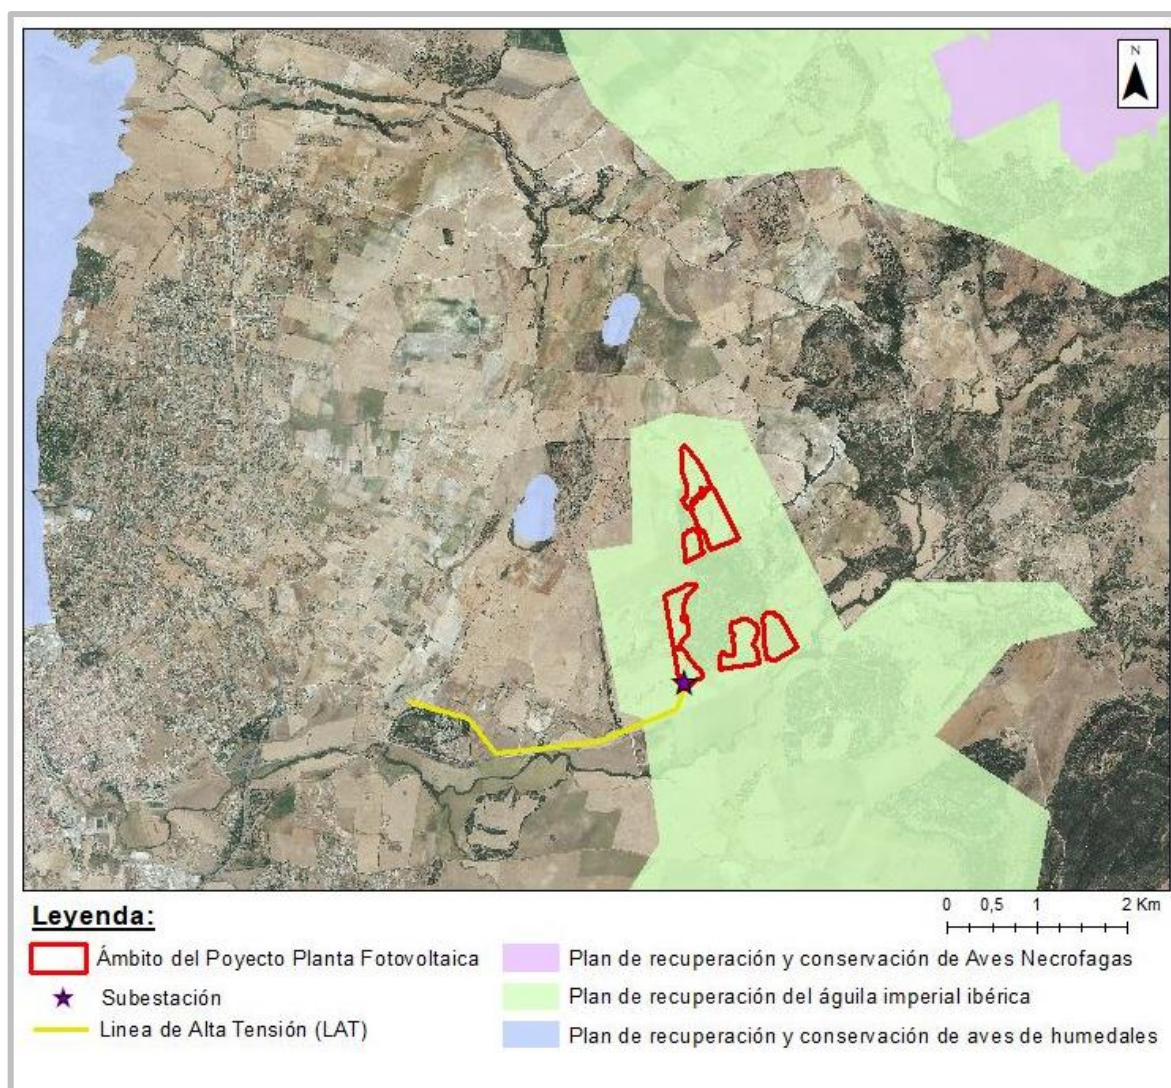 N
Leyenda:
0 0,5 1 2 Km
Ámbito del Poyecto Planta Fotovoltaica
Subestación
Linea de Alta Tensión (LAT)
Plan de recuperación y conservación de Aves Necrofagas
Plan de recuperación del águila imperial ibérica
Plan de recuperación y conservación de aves de humedales